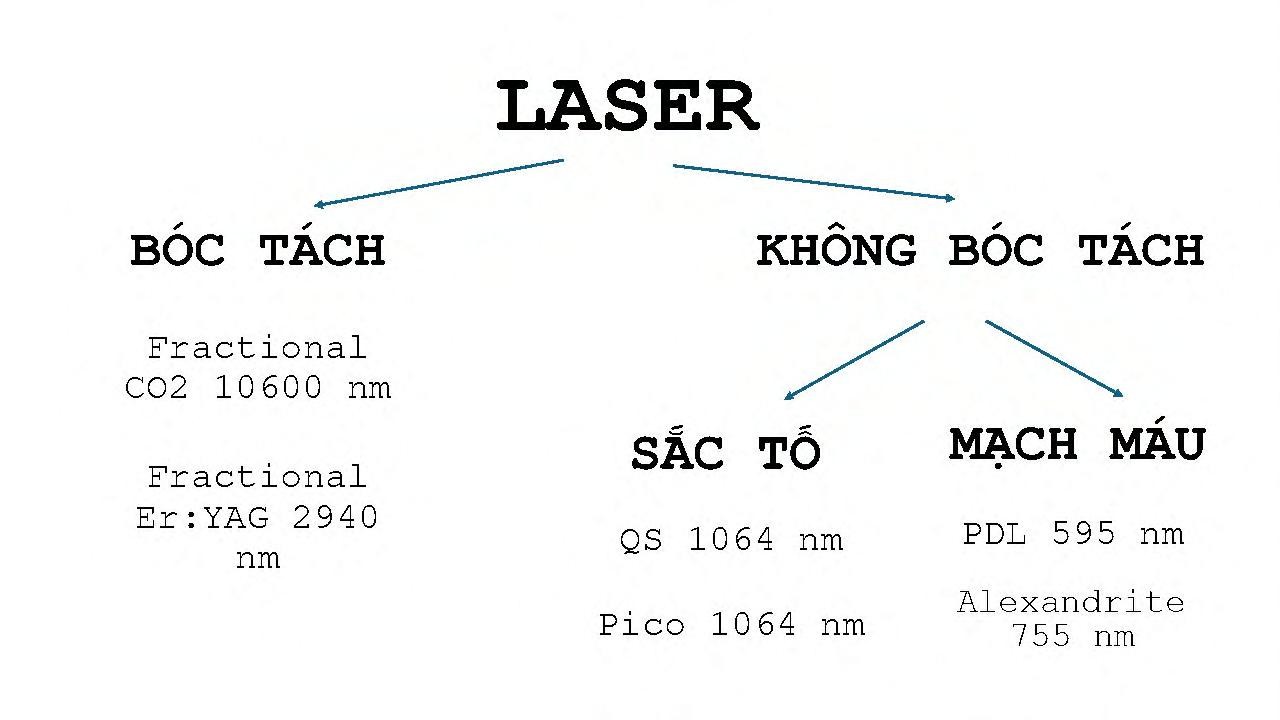 LASER
BÓC TÁCH
Fractional
CO2 10600 nm
Fractional
Er:YAG 2940
nm
KHÔNG BÓC TÁCH
SẮC TỐ
QS 1064 nm
Pico 1064 nm
MẠCH MÁU
PDL 595 nm
Alexandrite
755 nm